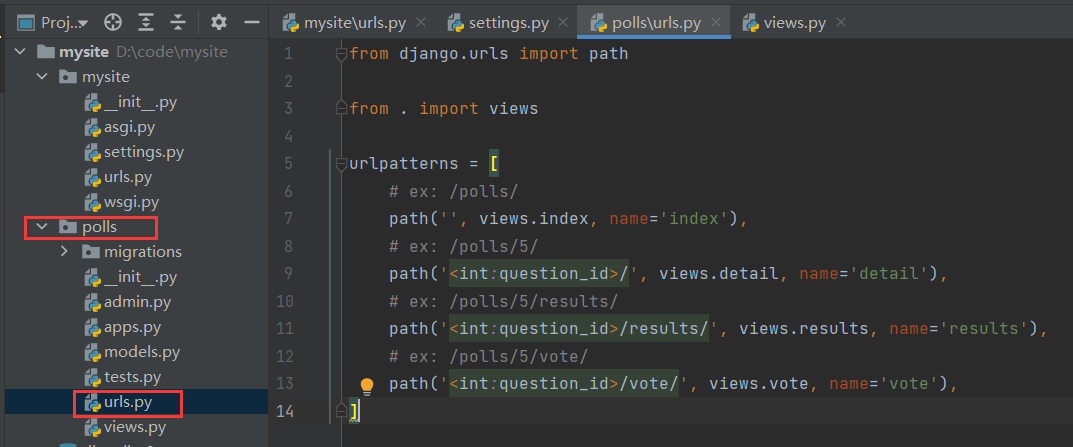 Proj...
mysite\urls.py
settings.py
polls\urls.py
views.py
mysite D:\code\mysite
mysite
__init__.py
asgi.py
settings.py
urls.py
wsgi.py
polls
migrations
__init__.py
admin.py
apps.py
models.py
tests.py
urls.py
views.py
1 from django.urls import path
2
3 from . import views
4
5 urlpatterns = [
6 # ex: /polls/
7 path('', views.index, name='index'),
8 # ex: /polls/5/
9 path('<int:question_id>/', views.detail, name='detail'),
10 # ex: /polls/5/results/
11 path('<int:question_id>/results/', views.results, name='results'),
12 # ex: /polls/5/vote/
13 path('<int:question_id>/vote/', views.vote, name='vote'),
14 ]